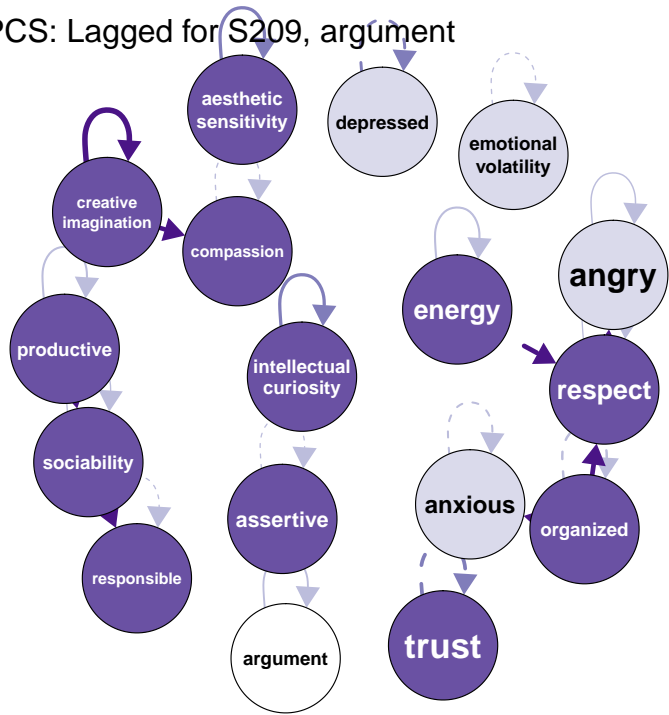 PCS: Lagged for S209, argument
aesthetic
sensitivity
depressed
emotional
volatility
creative
imagination
compassion
angry
energy
productive
intellectual
curiosity
respect
sociability
anxious
assertive
organized
responsible
trust
argument